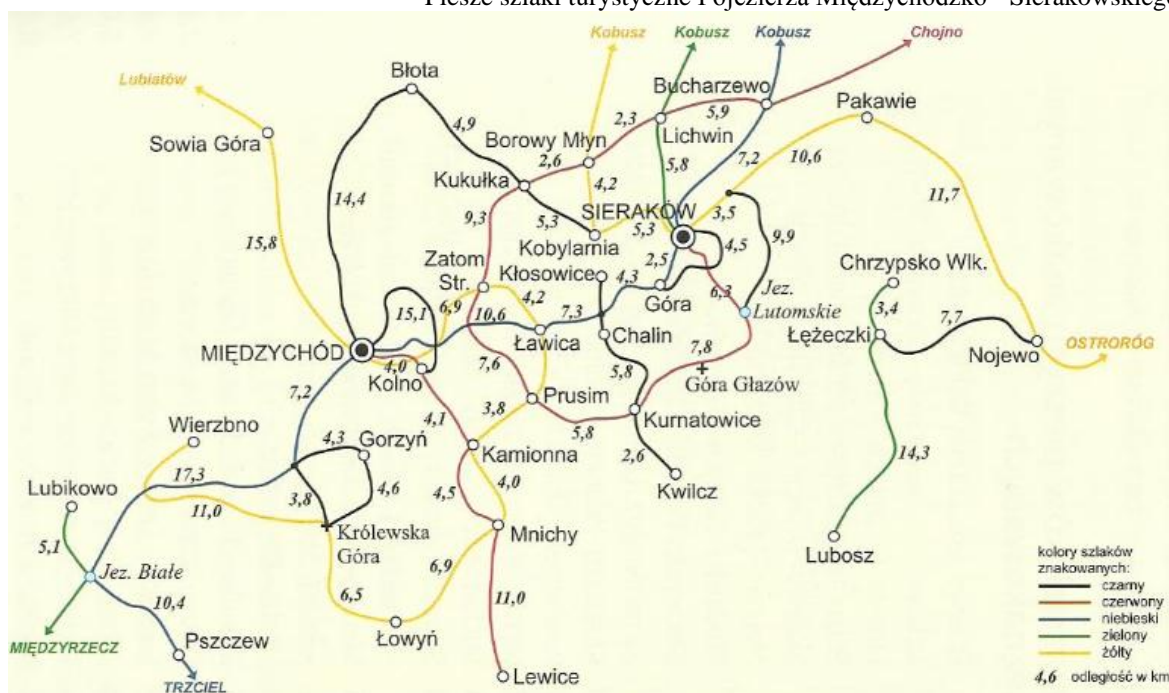 Piesze szlaki turystyczne Pojezierza Międzychodzko - Sierakowskiego
Kobusz
Kobusz
Kobusz
Chojno
Lubiatów
Błota
Bucharzewo
Pakawie
Sowia Góra
4,9
Borowy Młyn
2,3
5,9
Lichwin
2,6
Kukułka
4,2
5,8
7,2
10,6
14,4
5,3
SIERAKÓW
3,5
11,7
9,3
15,8
Kobylarnia
5,3
4,5
9,9
Zatom
Str.
Kłosowice
4,3
2,5
Chrzypsko Wlk.
4,2
Góra
6,3
Jez.
Lutomskie
15,1
6,9
10,6
7,3
3,4
Łężeczki
7,7
MIĘDZYCHÓD
Ławica
Chalin
Nojewo
OSTRORÓG
4,0
Kolno
7,6
5,8
7,8
Góra Głazów
7,2
Prusim
4,1
3,8
Kurnatowice
5,8
Wierzbno
4,3
Gorzyń
Kamionna
2,6
14,3
17,3
Lubikowo
3,8
4,6
4,5
4,0
Kwilcz
11,0
Królewska
Góra
Mnichy
Lubosz
5,1
Jez. Białe
6,9
10,4
6,5
11,0
Łowyń
MIĘDZYRZECZ
Pszczew
Lewice
TRZCIEL
kolory szlaków
znakowanych:
czarny
czerwony
niebieski
zielony
żółty
4,6 odległość w km